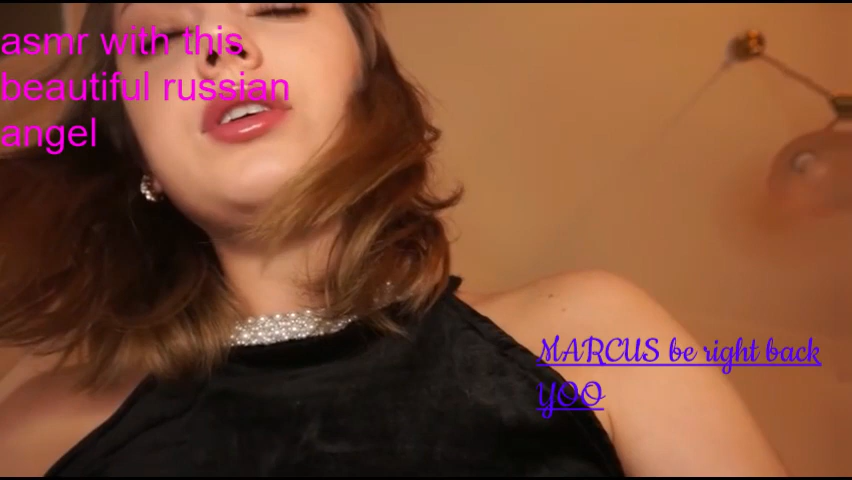 asmr with this
beautiful russian
angel
MARCUS be right back
YOO